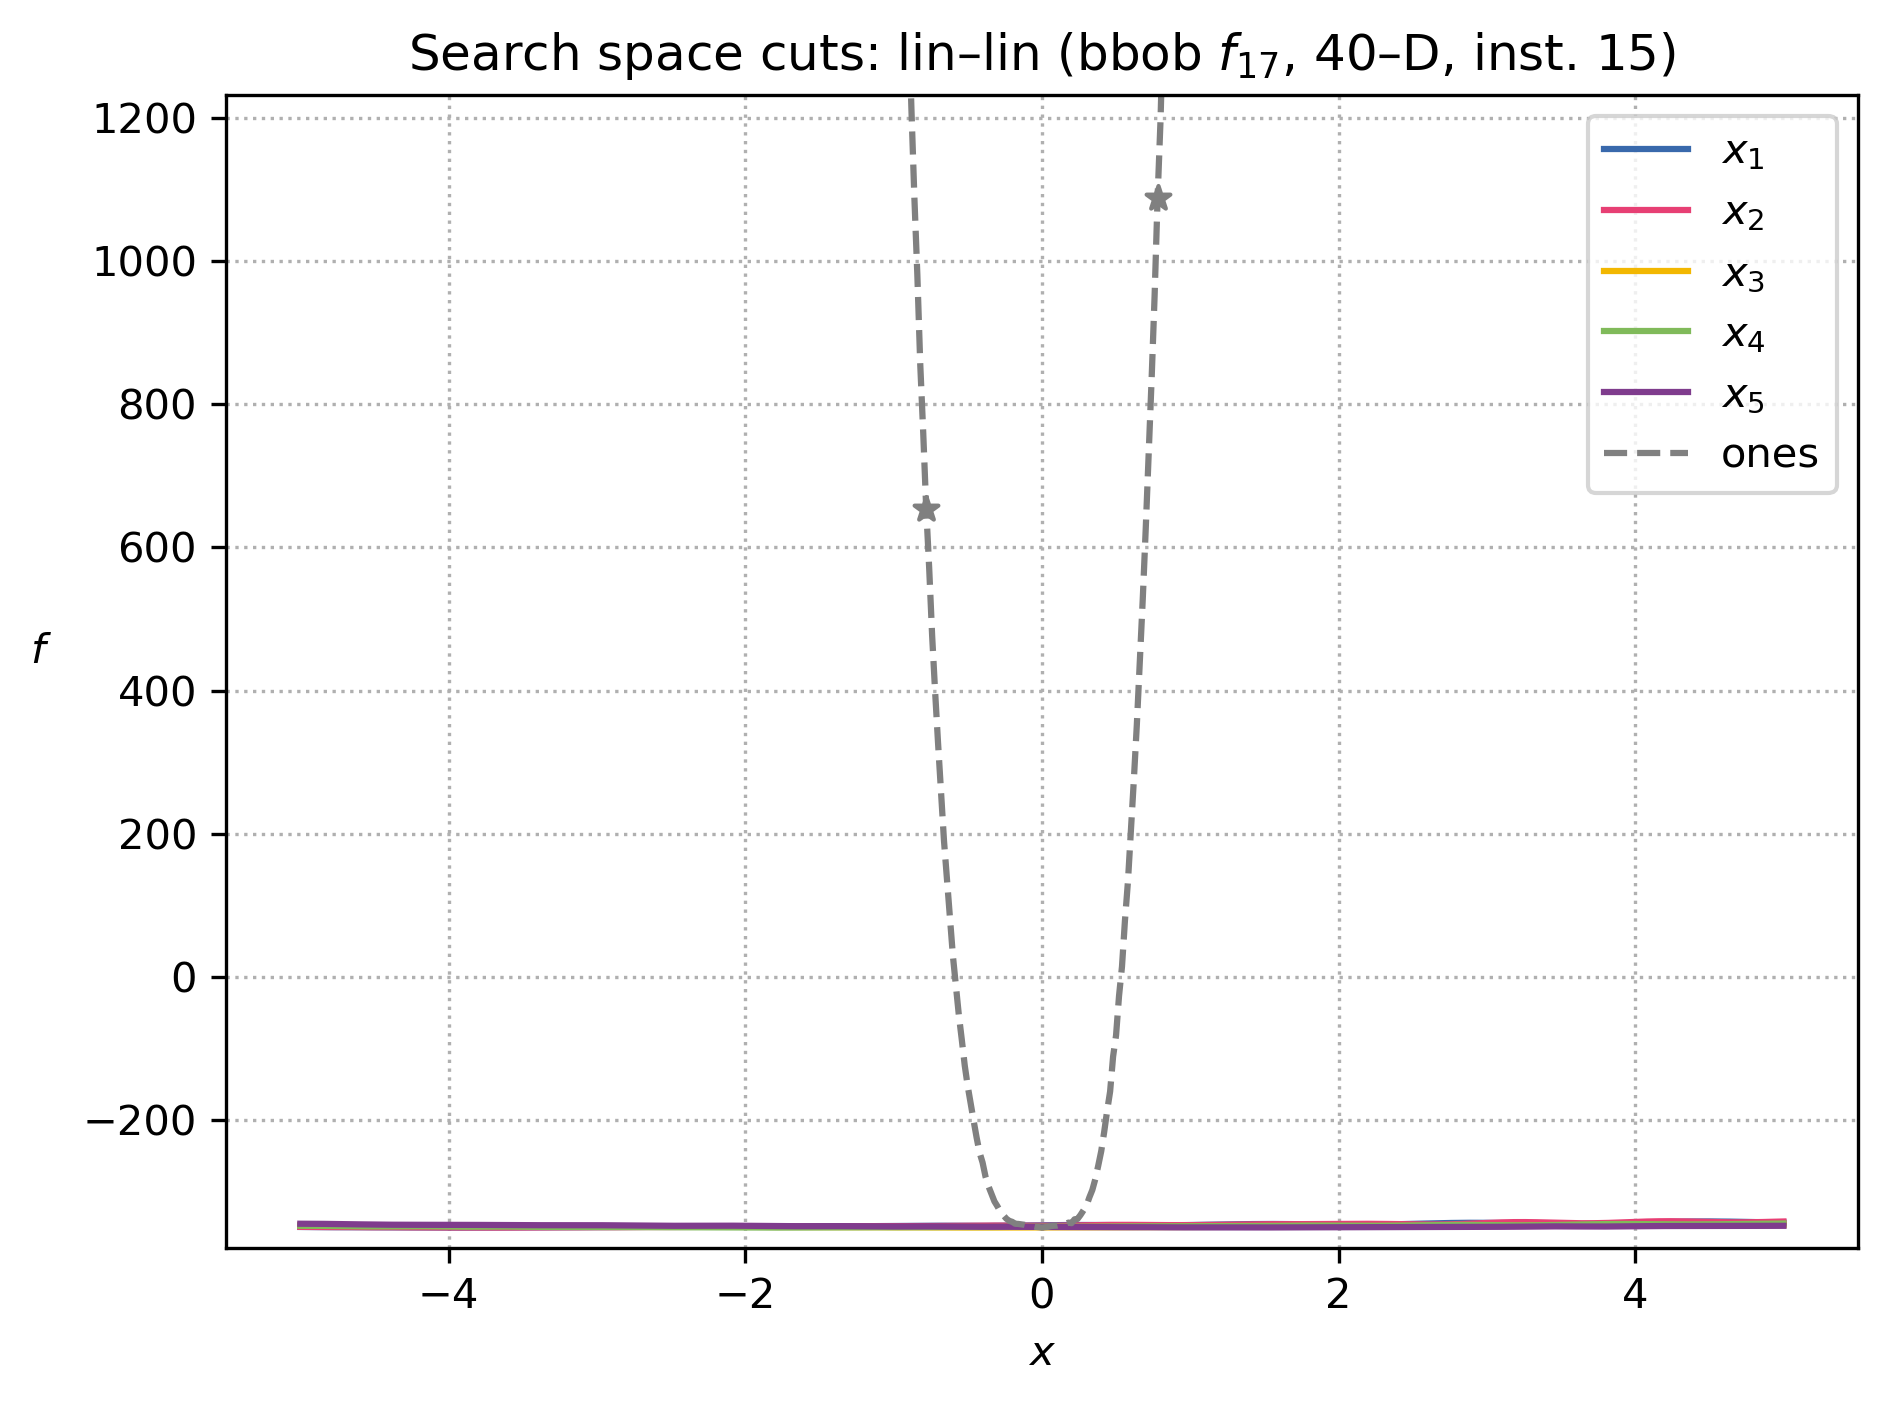 Search space cuts: lin–lin (bbob f17, 40–D, inst. 15)
1200
1000
800
600
400
200
0
−200
f
−4
−2
0
2
4
x
x1
x2
x3
x4
x5
ones